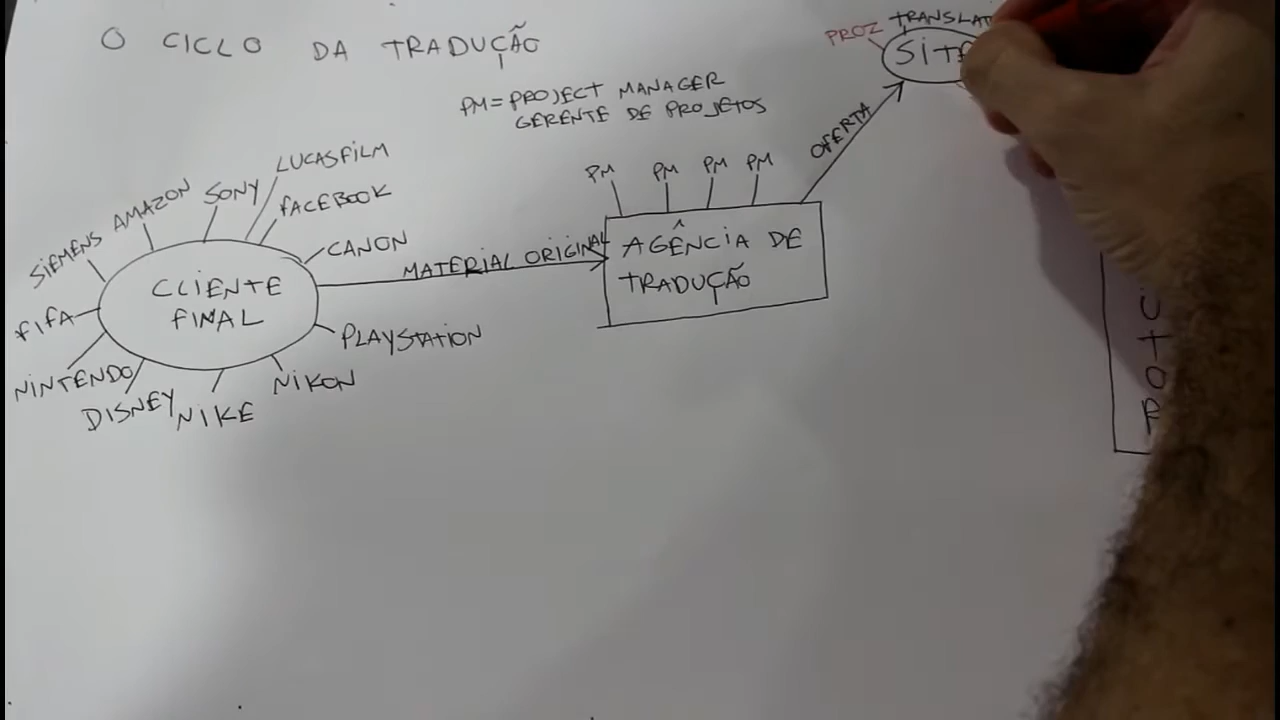 O CICLO DA TRADUÇÃO
PROZ
SITE
PM = PROJECT MANAGER
GERENTE DE PROJETOS
OFERTA
PM PM PM PM
AGÊNCIA DE
TRADUÇÃO
MATERIAL ORIGINAL
CLIENTE
FINAL
LUCASFILM
FACEBOOK
CANON
PLAYSTATION
NIKON
NIKE
DISNEY
NINTENDO
FIFA
SIEMENS
AMAZON
SONY